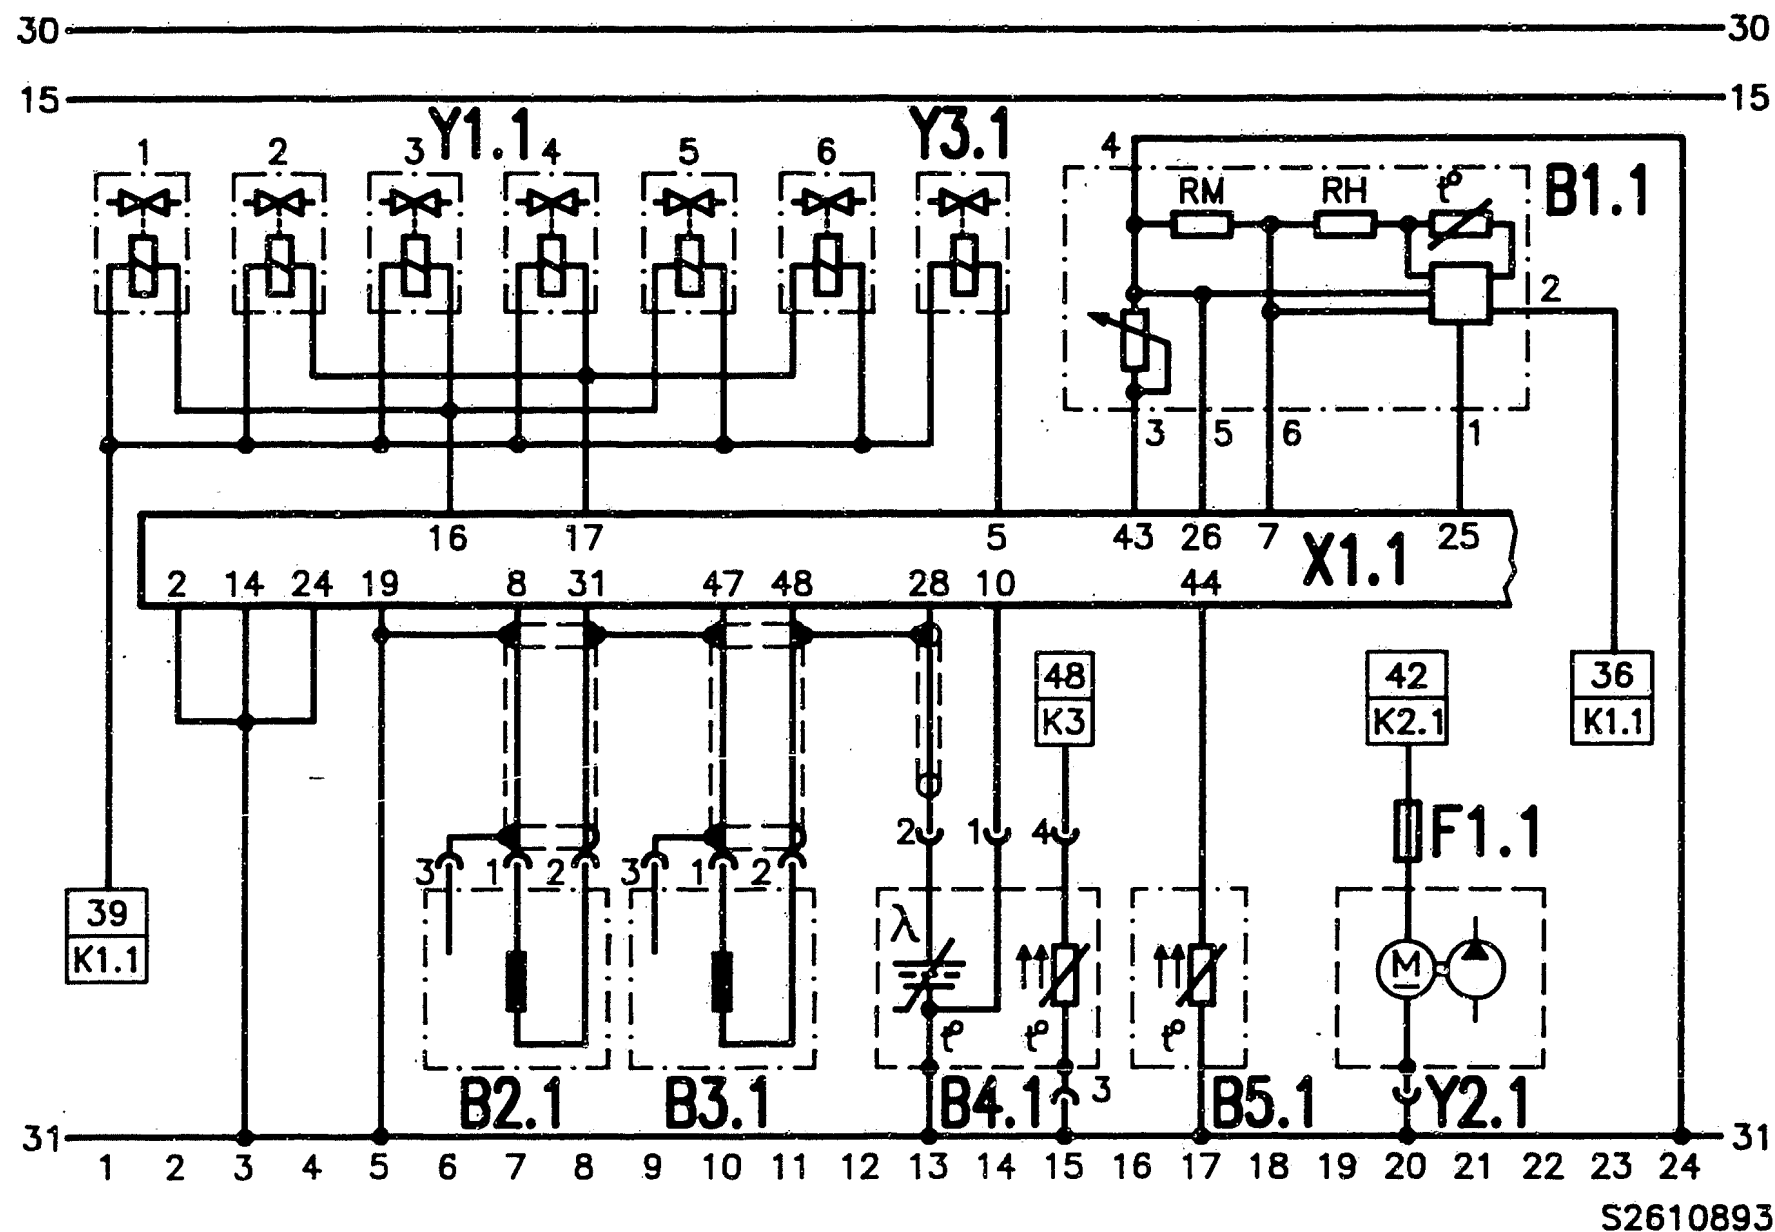 30 30
15 15
Y1.1 Y3.1
1 2 3 4 5 6 4
RM RH t° B1.1
2
3 5 6 1
16 17 5 43 26 7 25
X1.1
2 14 24 19 8 31 47 48 28 10 44
48 42 36
K3 K2.1 K1.1
F1.1
2 1 4
3 1 2 3 1 2
39
K1.1
λ
M
t° t° t°
B2.1 B3.1 B4.1 3 B5.1 Y2.1
31 31
1 2 3 4 5 6 7 8 9 10 11 12 13 14 15 16 17 18 19 20 21 22 23 24
S2610893